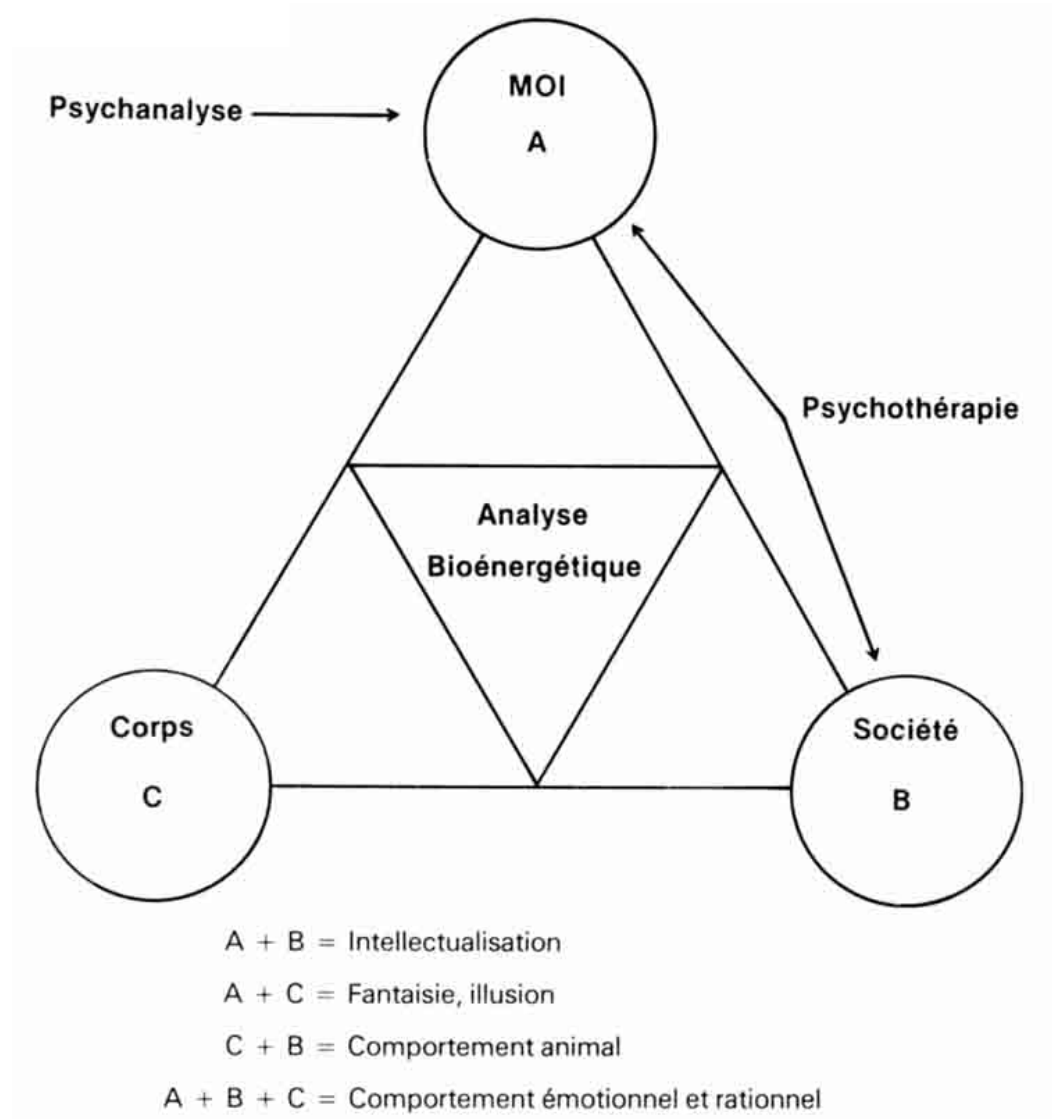 MOI
A
Psychanalyse
Psychothérapie
Analyse
Bioénergétique
Corps
C
Société
B
A + B = Intellectualisation
A + C = Fantaisie, illusion
C + B = Comportement animal
A + B + C = Comportement émotionnel et rationnel